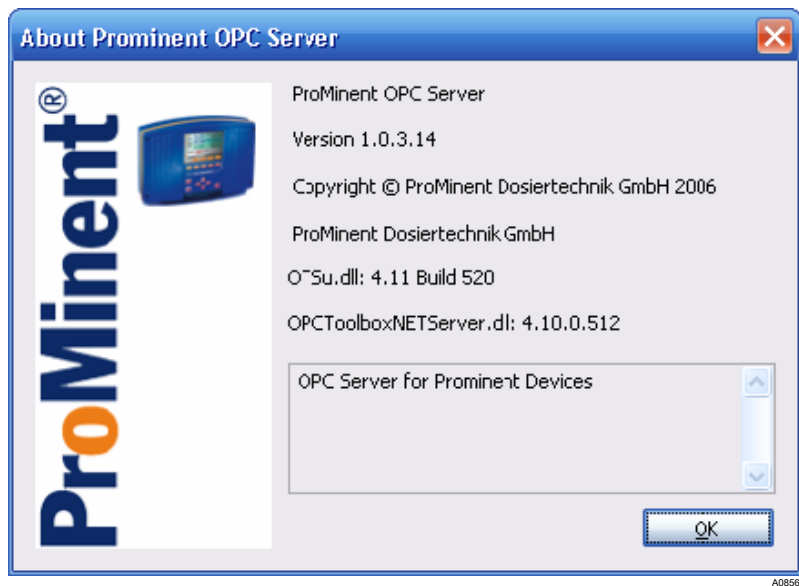 About Prominent OPC Server
ProMinent®
ProMinent OPC Server
Version 1.0.3.14
Copyright © ProMinent Dosiertechnik GmbH 2006
ProMinent Dosiertechnik GmbH
4.11 Build 520
OPCToolboxNETServer.dl: 4.10.0.512
OPC Server for Prominent Devices
OK
A0856